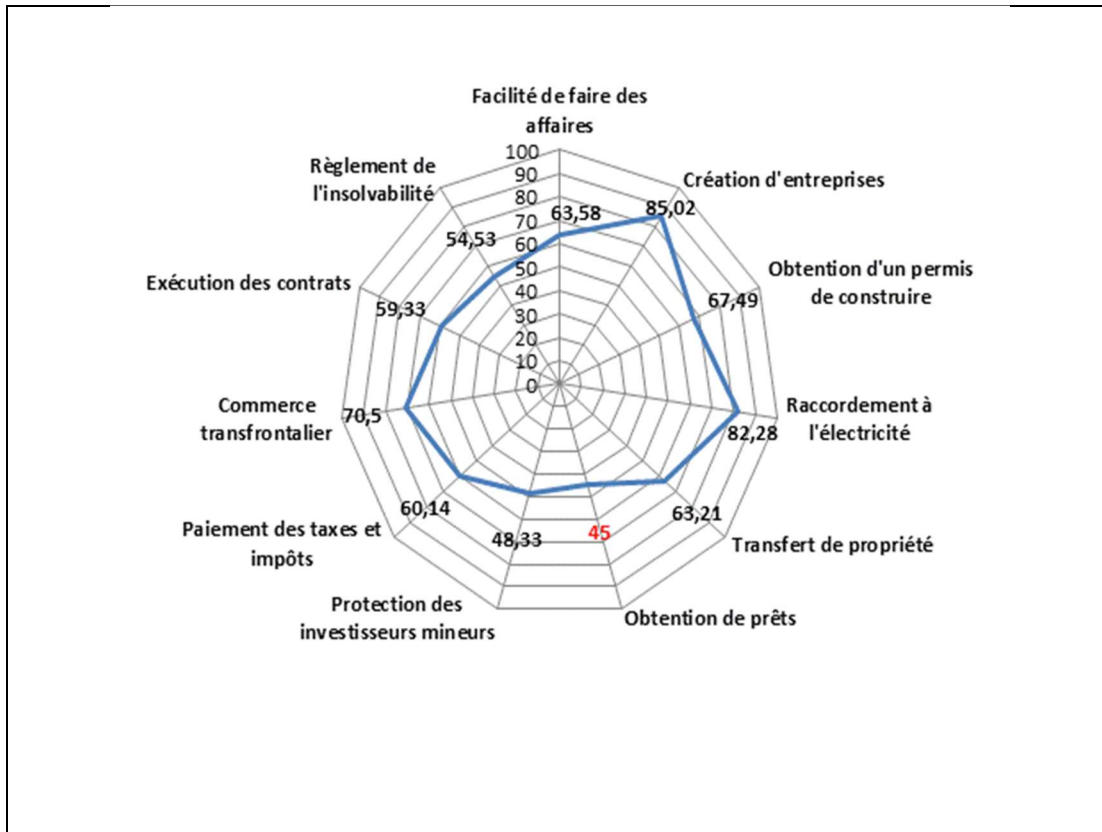 Facilité de faire des
affaires
Règlement de
l'insolvabilité
Création d'entreprises
Exécution des contrats
Obtention d'un permis
de construire
Commerce
transfrontalier
Raccordement à
l'électricité
Paiement des taxes et
impôts
Transfert de propriété
Protection des
investisseurs mineurs
Obtention de prêts
100
90
80
70
60
50
40
30
20
10
0
63,58
85,02
67,49
82,28
63,21
45
48,33
60,14
70,5
59,33
54,53